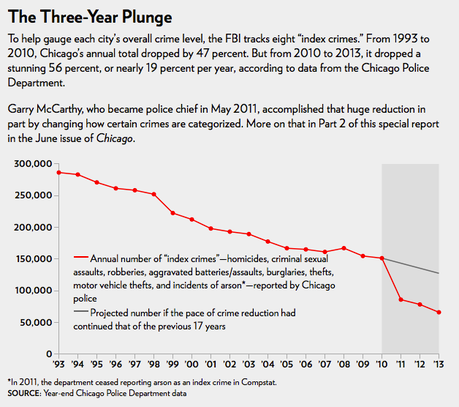 The Three-Year Plunge
To help gauge each city's overall crime level, the FBI tracks eight "index crimes." From 1993 to
2010, Chicago's annual total dropped by 47 percent. But from 2010 to 2013, it dropped a
stunning 56 percent, or nearly 19 percent per year, according to data from the Chicago Police
Department.
Garry McCarthy, who became police chief in May 2011, accomplished that huge reduction in
part by changing how certain crimes are categorized. More on that in Part 2 of this special report
in the June issue of Chicago.
300,000
250,000
200,000
150,000
100,000
50,000
0
Annual number of "index crimes"—homicides, criminal sexual
assaults, robberies, aggravated batteries/assaults, burglaries, thefts,
motor vehicle thefts, and incidents of arson*—reported by Chicago
police
Projected number if the pace of crime reduction had
continued that of the previous 17 years
'93 '94 '95 '96 '97 '98 '99 '00 '01 '02 '03 '04 '05 '06 '07 '08 '09 '10 '11 '12 '13
*In 2011, the department ceased reporting arson as an index crime in Compstat.
SOURCE: Year-end Chicago Police Department data